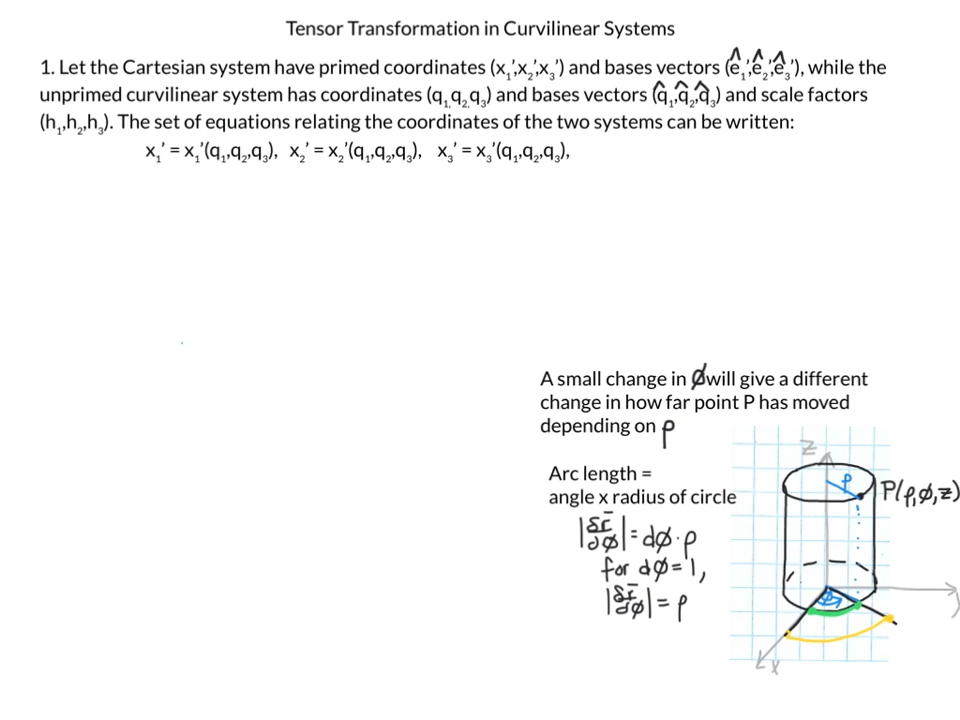 Tensor Transformation in Curvilinear Systems
1. Let the Cartesian system have primed coordinates (x₁',x₂',x₃') and bases vectors (ê₁',ê₂',ê₃'), while the
unprimed curvilinear system has coordinates (q₁,q₂,q₃) and bases vectors (q̂₁,q̂₂,q̂₃) and scale factors
(h₁,h₂,h₃). The set of equations relating the coordinates of the two systems can be written:
x₁' = x₁'(q₁,q₂,q₃), x₂' = x₂'(q₁,q₂,q₃), x₃' = x₃'(q₁,q₂,q₃),
A small change in ∅ will give a different
change in how far point P has moved
depending on ρ
Arc length =
angle x radius of circle
|δr̄/∂∅| = d∅·ρ
for d∅=1,
|δr̄/∂∅| = ρ
z
ρ
P(ρ,∅,z)
∅
x